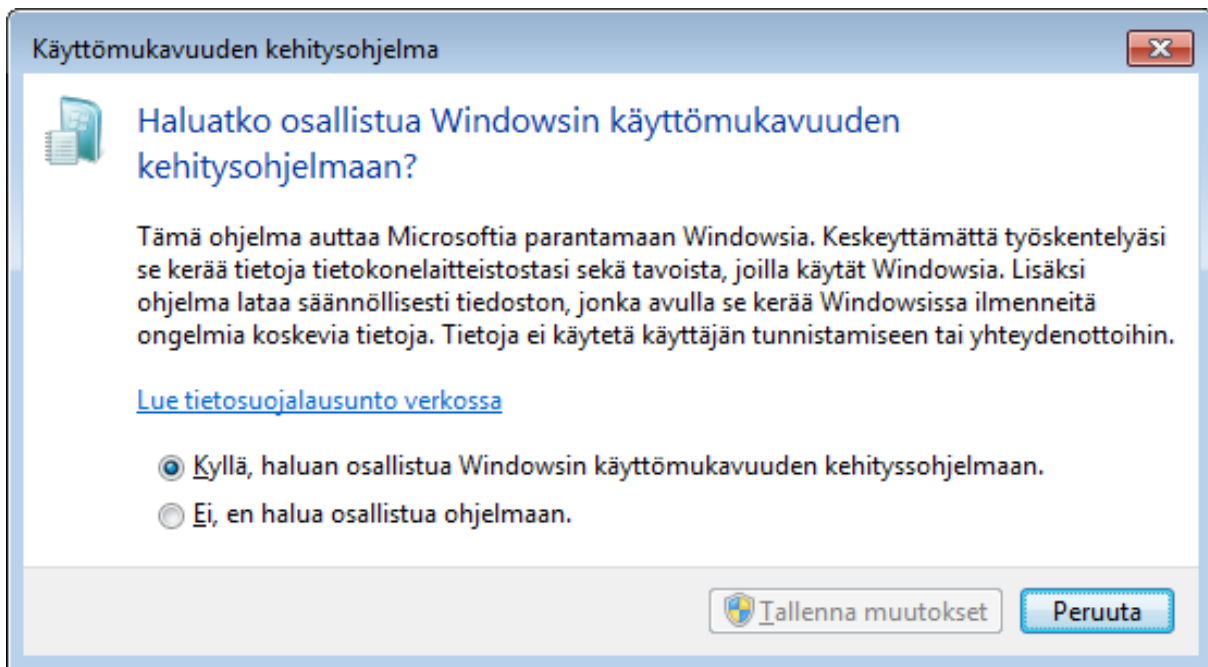 Käyttömukavuuden kehitysohjelma
Haluatko osallistua Windowsin käyttömukavuuden
kehitysohjelmaan?
Tämä ohjelma auttaa Microsoftia parantamaan Windowsia. Keskeyttämättä työskentelyäsi
se kerää tietoja tietokonelaitteistostasi sekä tavoista, joilla käytät Windowsia. Lisäksi
ohjelma lataa säännöllisesti tiedoston, jonka avulla se kerää Windowsissa ilmenneitä
ongelmia koskevia tietoja. Tietoja ei käytetä käyttäjän tunnistamiseen tai yhteydenottoihin.
Lue tietosuojalausunto verkossa
Kyllä, haluan osallistua Windowsin käyttömukavuuden kehityssohjelmaan.
Ei, en halua osallistua ohjelmaan.
Tallenna muutokset Peruuta